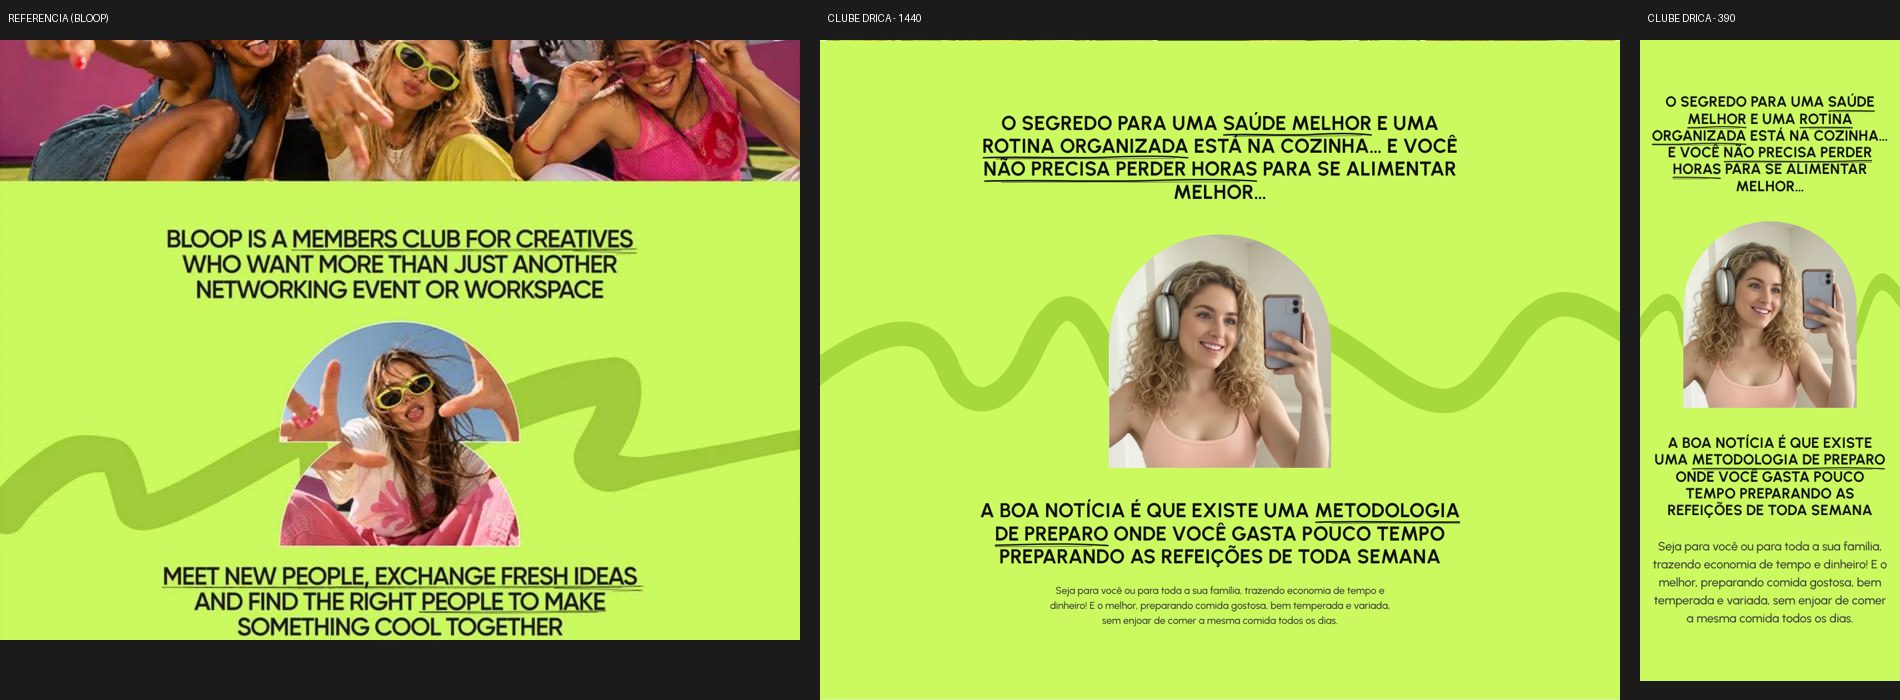 REFERENCIA (BLOOP)
BLOOP IS A MEMBERS CLUB FOR CREATIVES
WHO WANT MORE THAN JUST ANOTHER
NETWORKING EVENT OR WORKSPACE
MEET NEW PEOPLE, EXCHANGE FRESH IDEAS
AND FIND THE RIGHT PEOPLE TO MAKE
SOMETHING COOL TOGETHER
CLUBE DRICA - 1440
O SEGREDO PARA UMA SAÚDE MELHOR E UMA
ROTINA ORGANIZADA ESTÁ NA COZINHA... E VOCÊ
NÃO PRECISA PERDER HORAS PARA SE ALIMENTAR
MELHOR...
A BOA NOTÍCIA É QUE EXISTE UMA METODOLOGIA
DE PREPARO ONDE VOCÊ GASTA POUCO TEMPO
PREPARANDO AS REFEIÇÕES DE TODA SEMANA
Seja para você ou para toda a sua família, trazendo economia de tempo e
dinheiro! E o melhor, preparando comida gostosa, bem temperada e variada,
sem enjoar de comer a mesma comida todos os dias.
CLUBE DRICA - 390
O SEGREDO PARA UMA SAÚDE
MELHOR E UMA ROTINA
ORGANIZADA ESTÁ NA COZINHA...
E VOCÊ NÃO PRECISA PERDER
HORAS PARA SE ALIMENTAR
MELHOR...
A BOA NOTÍCIA É QUE EXISTE
UMA METODOLOGIA DE PREPARO
ONDE VOCÊ GASTA POUCO
TEMPO PREPARANDO AS
REFEIÇÕES DE TODA SEMANA
Seja para você ou para toda a sua família,
trazendo economia de tempo e dinheiro! E o
melhor, preparando comida gostosa, bem
temperada e variada, sem enjoar de comer
a mesma comida todos os dias.